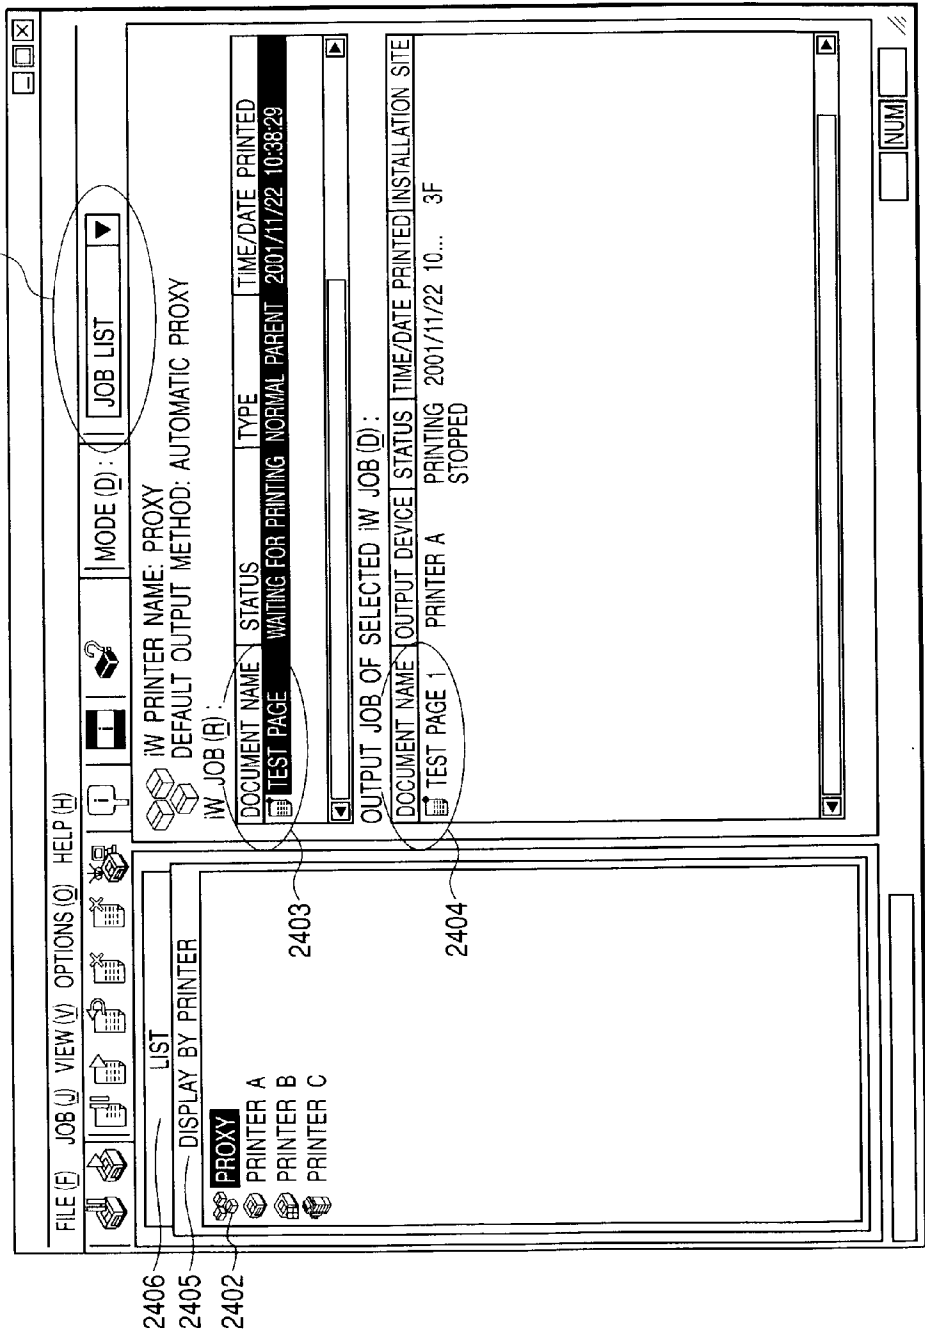 FILE (F) JOB (J) VIEW (V) OPTIONS (O) HELP (H)
MODE (D) : JOB LIST
2406
LIST
2405
DISPLAY BY PRINTER
2402
PROXY
PRINTER A
PRINTER B
PRINTER C
iW PRINTER NAME: PROXY
DEFAULT OUTPUT METHOD: AUTOMATIC PROXY
iW JOB (R) :
DOCUMENT NAME STATUS TYPE TIME/DATE PRINTED
TEST PAGE WAITING FOR PRINTING NORMAL PARENT 2001/11/22 10:38:29
2403
OUTPUT JOB OF SELECTED iW JOB (D) :
DOCUMENT NAME OUTPUT DEVICE STATUS TIME/DATE PRINTED INSTALLATION SITE
TEST PAGE 1 PRINTER A PRINTING 2001/11/22 10... 3F
STOPPED
2404
NUM